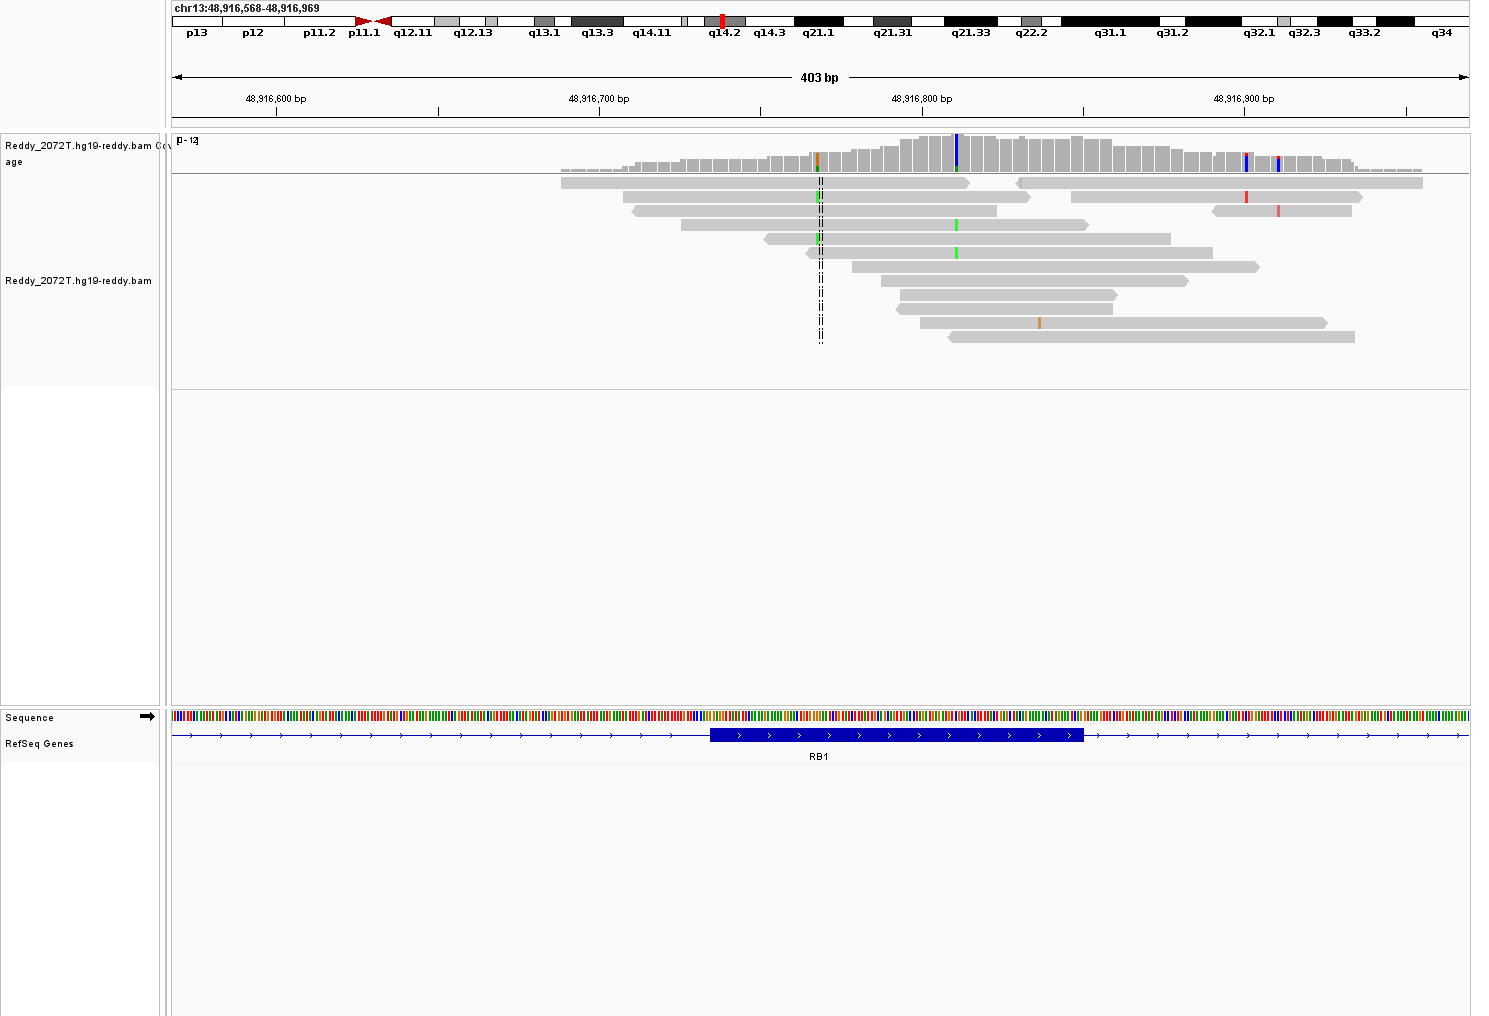 chr13:48,916,568-48,916,969
p13 p12 p11.2 p11.1 q12.11 q12.13 q13.1 q13.3 q14.11 q14.2 q14.3 q21.1 q21.31 q21.33 q22.2 q31.1 q31.2 q32.1 q32.3 q33.2 q34
403 bp
48,916,600 bp 48,916,700 bp 48,916,800 bp 48,916,900 bp
Reddy_2072T.hg19-reddy.bam Cov
age
[0 - 12]
Reddy_2072T.hg19-reddy.bam
Sequence
RefSeq Genes
RB1